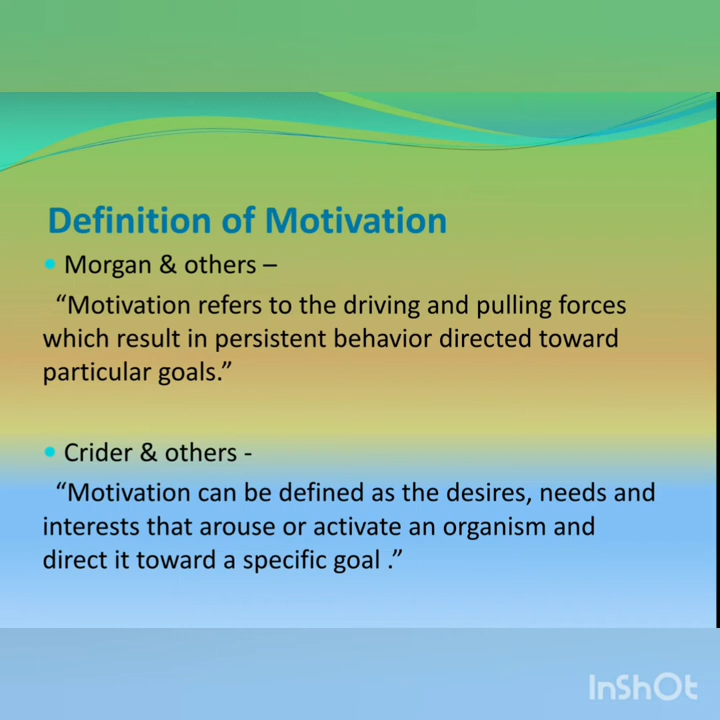 Definition of Motivation
• Morgan & others –
“Motivation refers to the driving and pulling forces
which result in persistent behavior directed toward
particular goals.”
• Crider & others -
“Motivation can be defined as the desires, needs and
interests that arouse or activate an organism and
direct it toward a specific goal .”
InShOt